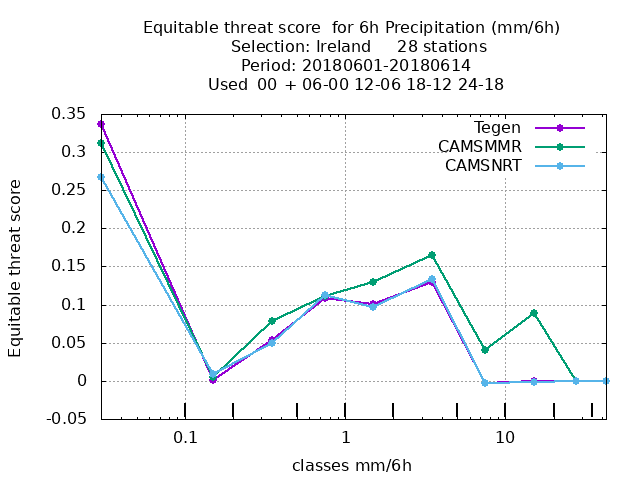 Equitable threat score  for 6h Precipitation (mm/6h)
Selection: Ireland     28 stations
Period: 20180601-20180614
Used  00  + 06-00 12-06 18-12 24-18
Tegen
CAMSMMR
CAMSNRT
Equitable threat score
0.35
0.3
0.25
0.2
0.15
0.1
0.05
0
-0.05
0.1 1 10
classes mm/6h